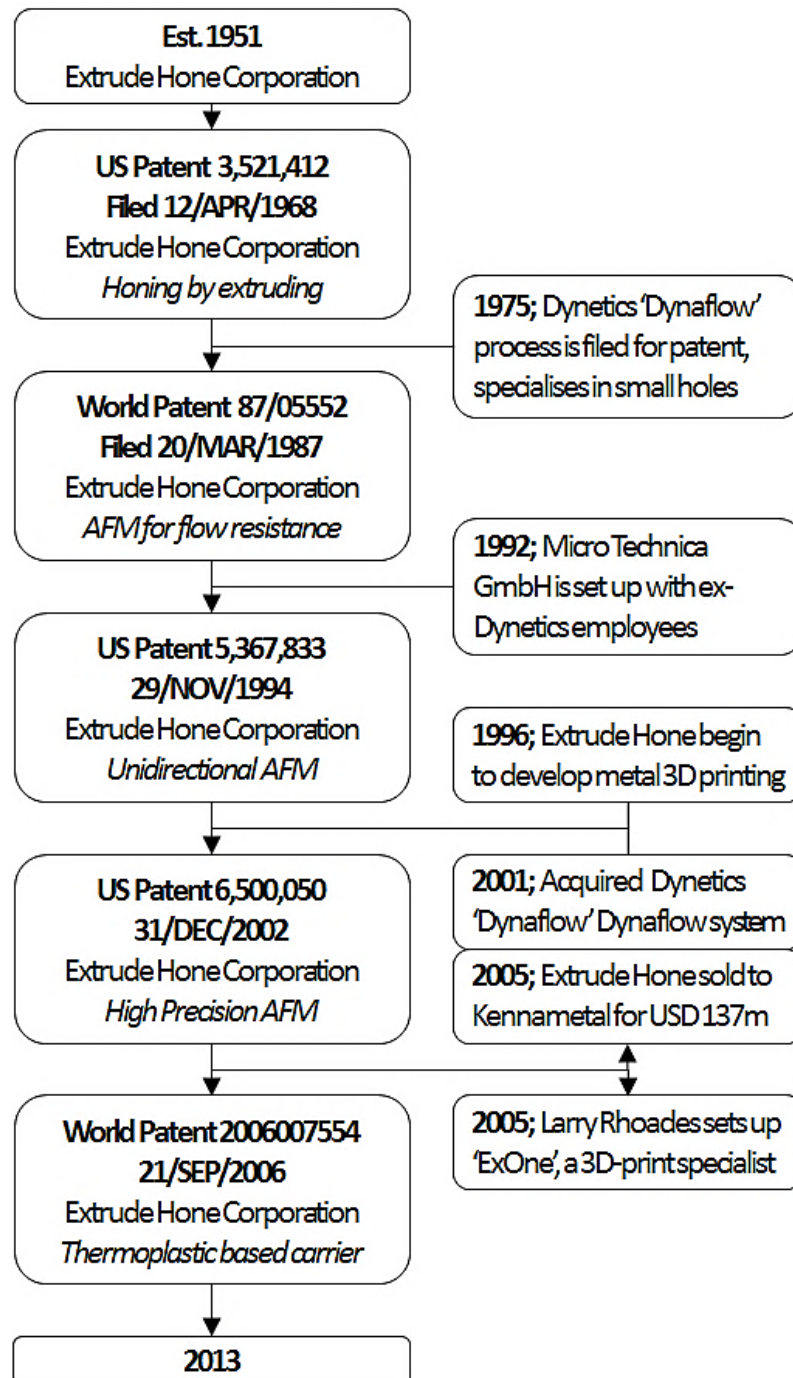 Est. 1951
Extrude Hone Corporation
US Patent 3,521,412
Filed 12/APR/1968
Extrude Hone Corporation
Honing by extruding
1975; Dynetics ‘Dynaflow’
process is filed for patent,
specialises in small holes
World Patent 87/05552
Filed 20/MAR/1987
Extrude Hone Corporation
AFM for flow resistance
1992; Micro Technica
GmbH is set up with ex-
Dynetics employees
US Patent 5,367,833
29/NOV/1994
Extrude Hone Corporation
Unidirectional AFM
1996; Extrude Hone begin
to develop metal 3D printing
US Patent 6,500,050
31/DEC/2002
Extrude Hone Corporation
High Precision AFM
2001; Acquired Dynetics
‘Dynaflow’ Dynaflow system
2005; Extrude Hone sold to
Kennametal for USD 137m
World Patent 2006007554
21/SEP/2006
Extrude Hone Corporation
Thermoplastic based carrier
2005; Larry Rhoades sets up
‘ExOne’, a 3D-print specialist
2013